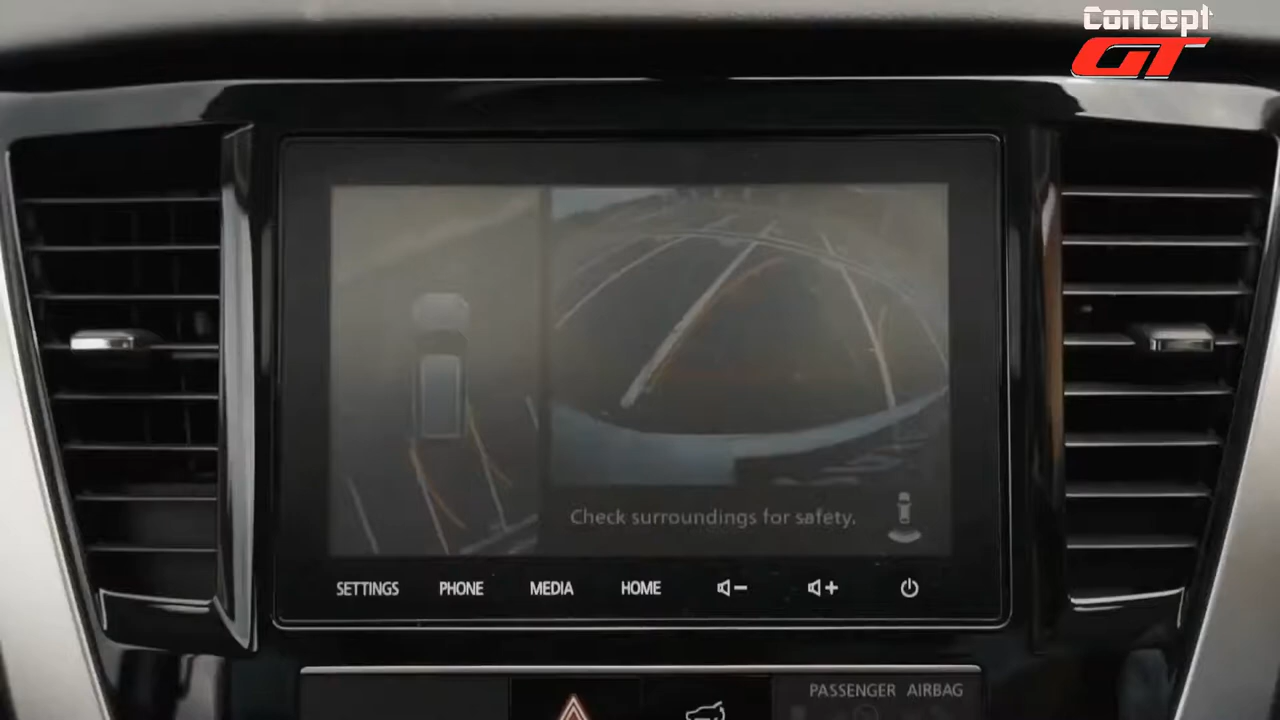 Concept
GT
Check surroundings for safety.
SETTINGS PHONE MEDIA HOME
PASSENGER AIRBAG